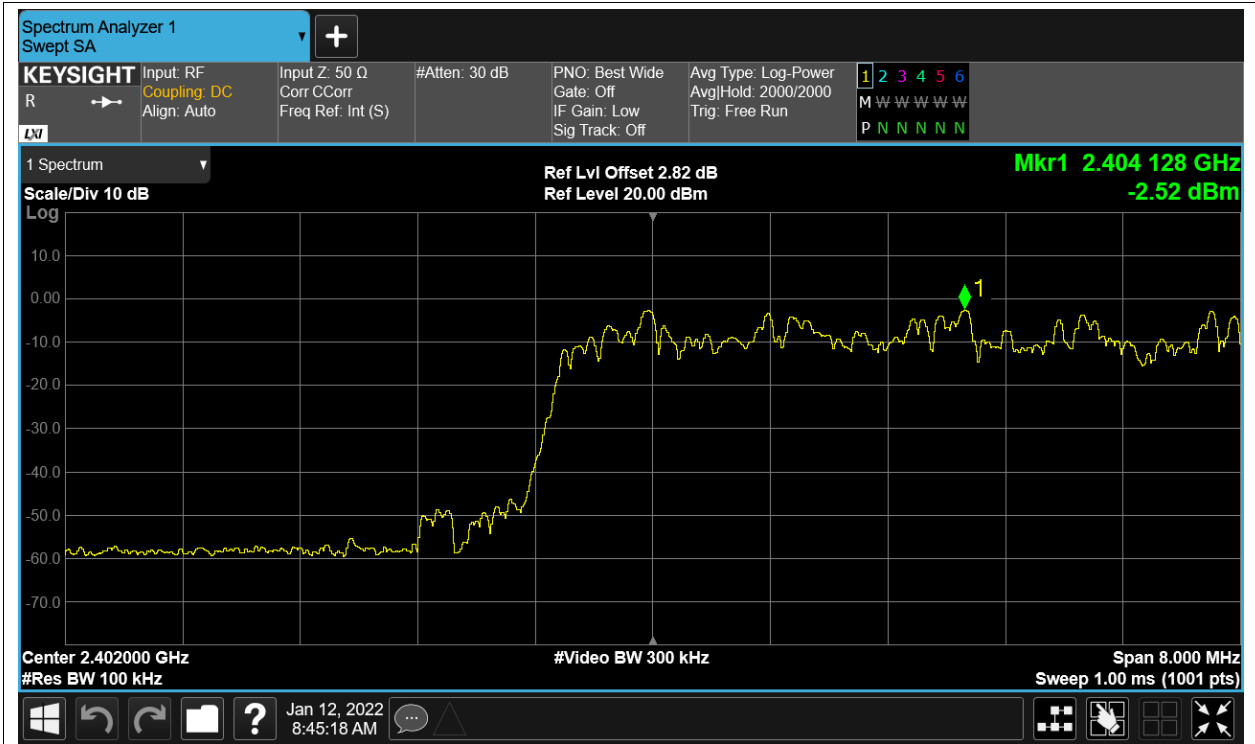 Spectrum Analyzer 1
Swept SA
KEYSIGHT
R
LXI
Input: RF
Coupling: DC
Align: Auto
Input Z: 50 Ω
Corr CCorr
Freq Ref: Int (S)
#Atten: 30 dB
PNO: Best Wide
Gate: Off
IF Gain: Low
Sig Track: Off
Avg Type: Log-Power
Avg|Hold: 2000/2000
Trig: Free Run
1 2 3 4 5 6
M W W W W W
P N N N N N
1 Spectrum
Scale/Div 10 dB
Log
Ref Lvl Offset 2.82 dB
Ref Level 20.00 dBm
Mkr1 2.404 128 GHz
-2.52 dBm
10.0
0.00
-10.0
-20.0
-30.0
-40.0
-50.0
-60.0
-70.0
1
Center 2.402000 GHz
#Res BW 100 kHz
#Video BW 300 kHz
Span 8.000 MHz
Sweep 1.00 ms (1001 pts)
?
Jan 12, 2022
8:45:18 AM